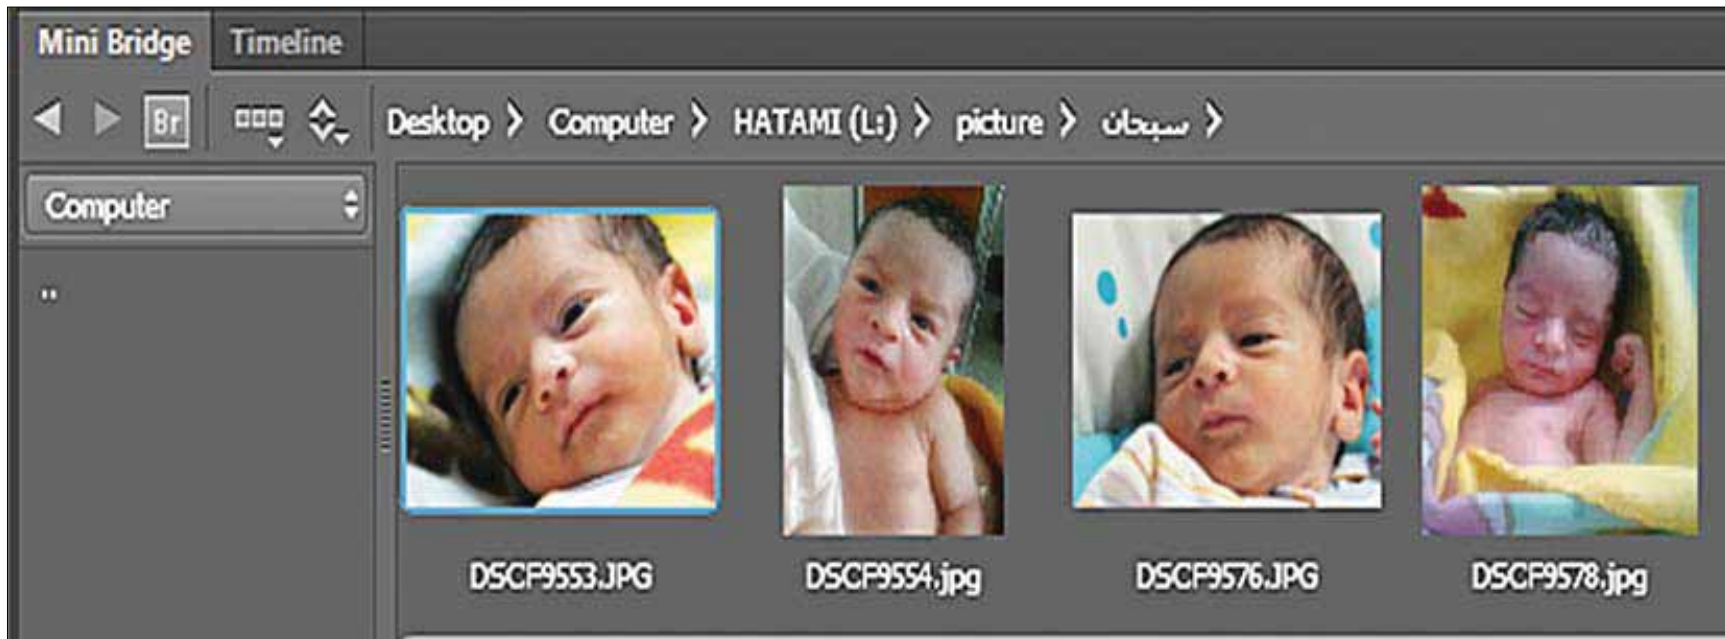 Mini Bridge Timeline
Br Desktop > Computer > HATAMI (L:) > picture > سبحان >
Computer
..
DSCF9553.JPG DSCF9554.jpg DSCF9576.JPG DSCF9578.jpg